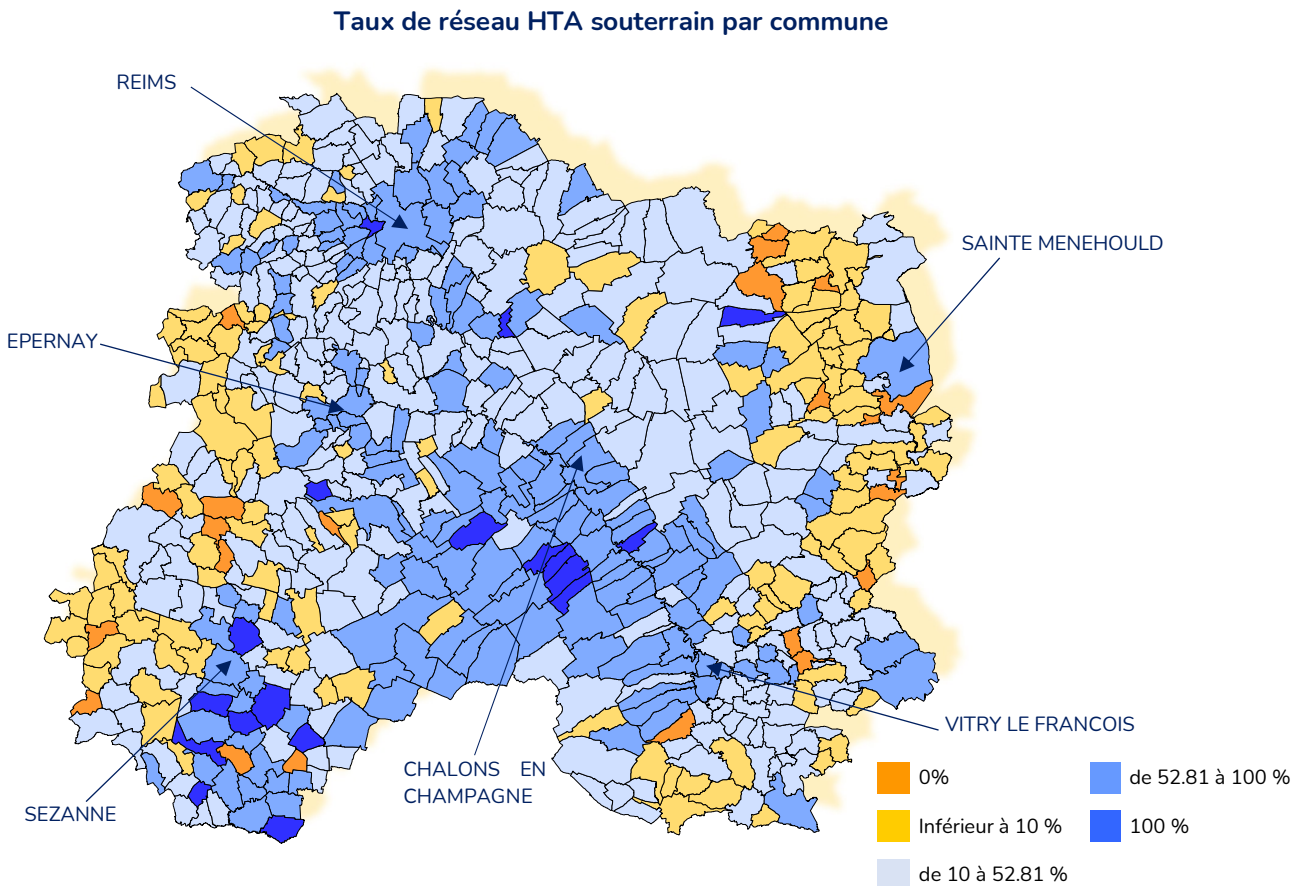 Taux de réseau HTA souterrain par commune
REIMS
SAINTE MENEHOULD
EPERNAY
VITRY LE FRANCOIS
CHALONS EN
CHAMPAGNE
SEZANNE
0%
de 52.81 à 100 %
Inférieur à 10 %
100 %
de 10 à 52.81 %